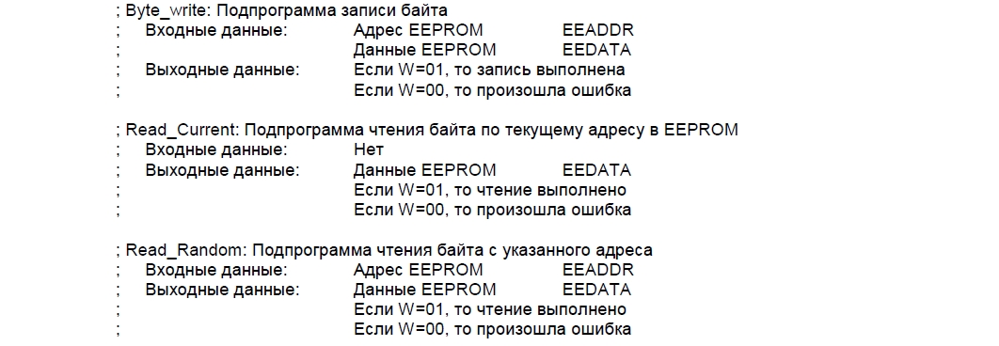 ; Byte_write: Подпрограмма записи байта
; Входные данные: Адрес EEPROM EEADDR
; Данные EEPROM EEDATA
; Выходные данные: Если W=01, то запись выполнена
; Если W=00, то произошла ошибка
; Read_Current: Подпрограмма чтения байта по текущему адресу в EEPROM
; Входные данные: Нет
; Выходные данные: Данные EEPROM EEDATA
; Если W=01, то чтение выполнено
; Если W=00, то произошла ошибка
; Read_Random: Подпрограмма чтения байта с указанного адреса
; Входные данные: Адрес EEPROM EEADDR
; Выходные данные: Данные EEPROM EEDATA
; Если W=01, то чтение выполнено
; Если W=00, то произошла ошибка